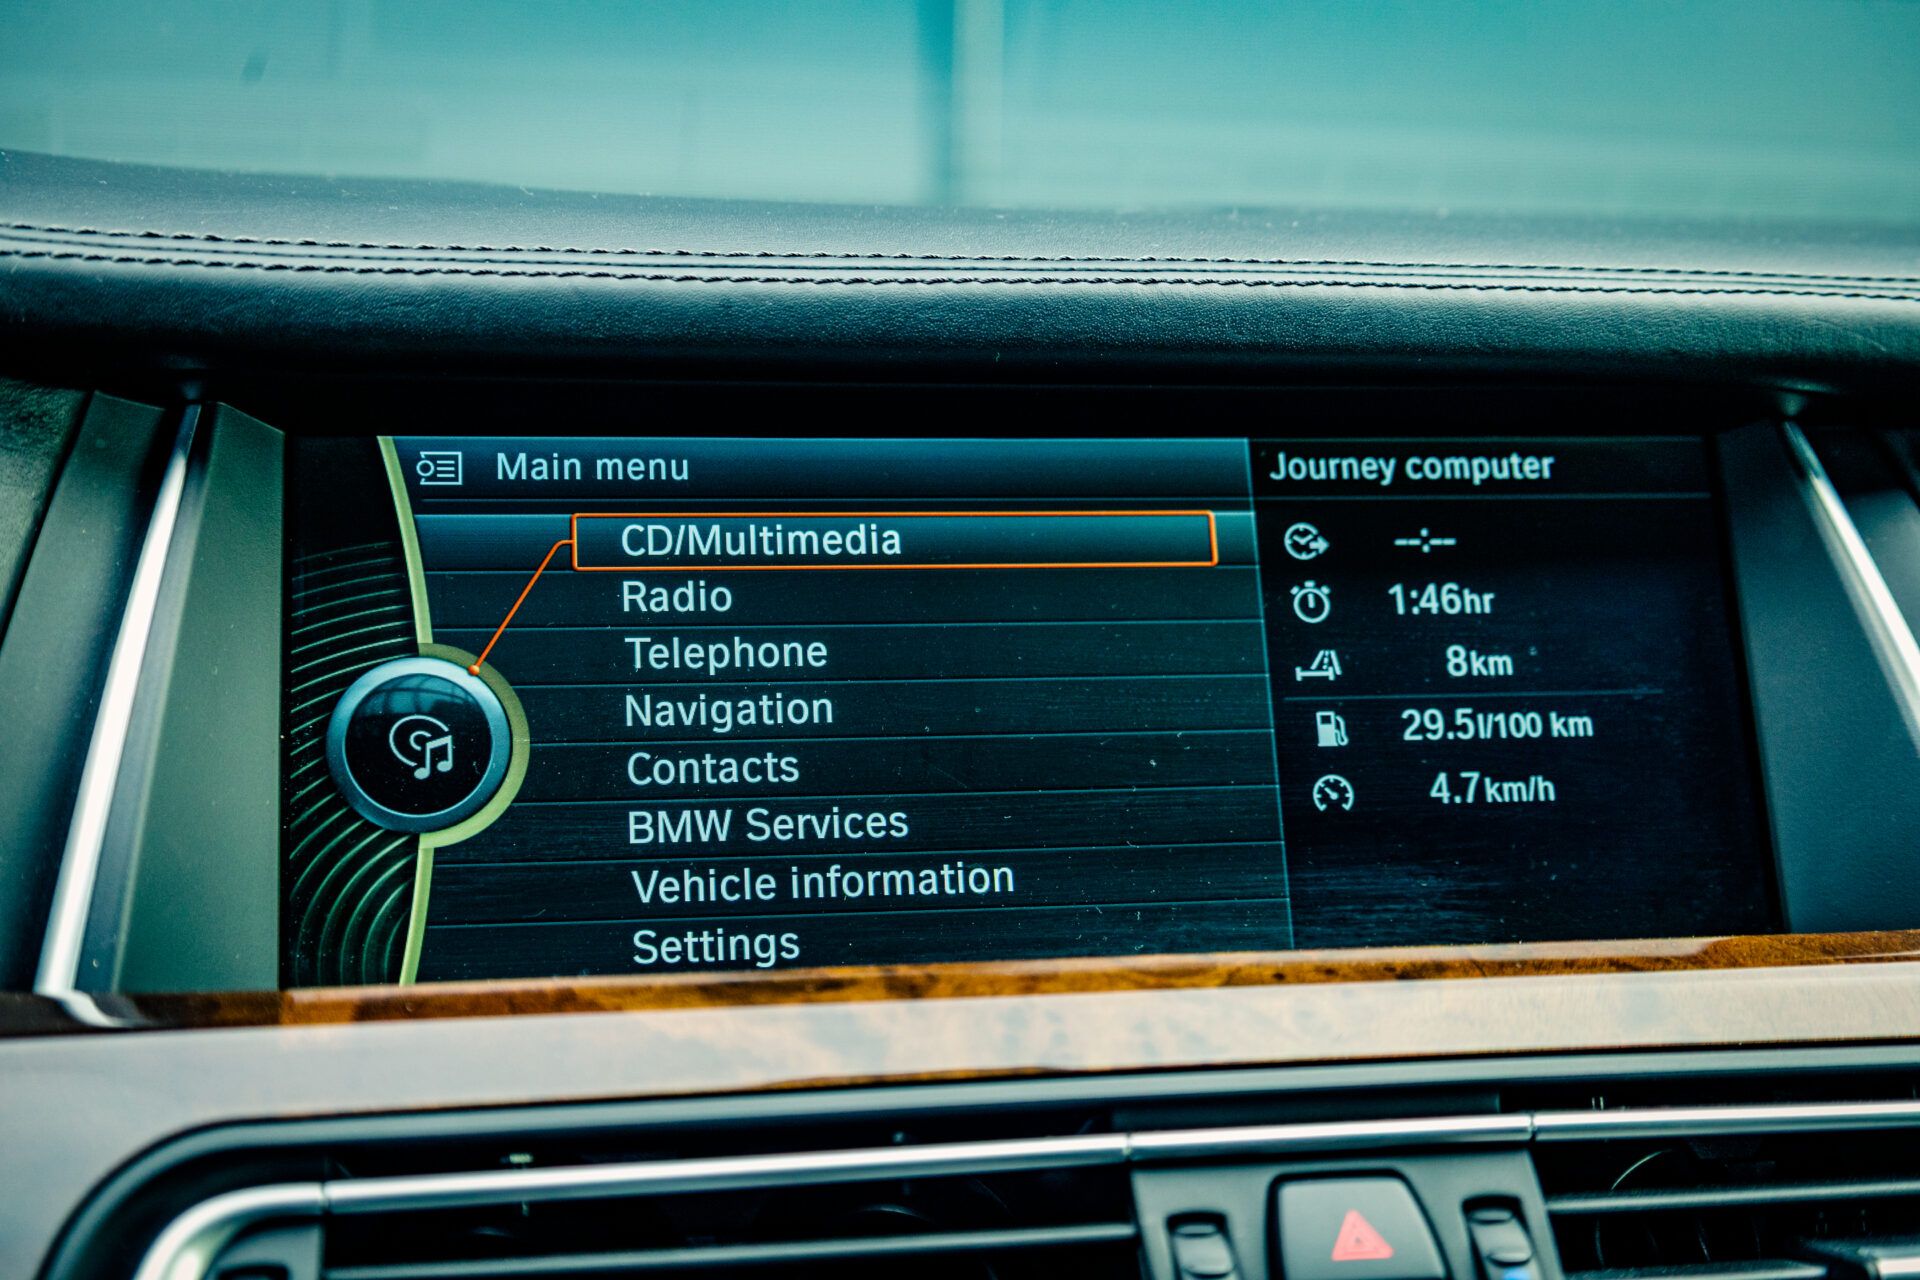 Main menu
CD/Multimedia
Radio
Telephone
Navigation
Contacts
BMW Services
Vehicle information
Settings
Journey computer
--:--
1:46hr
8km
29.5l/100 km
4.7km/h